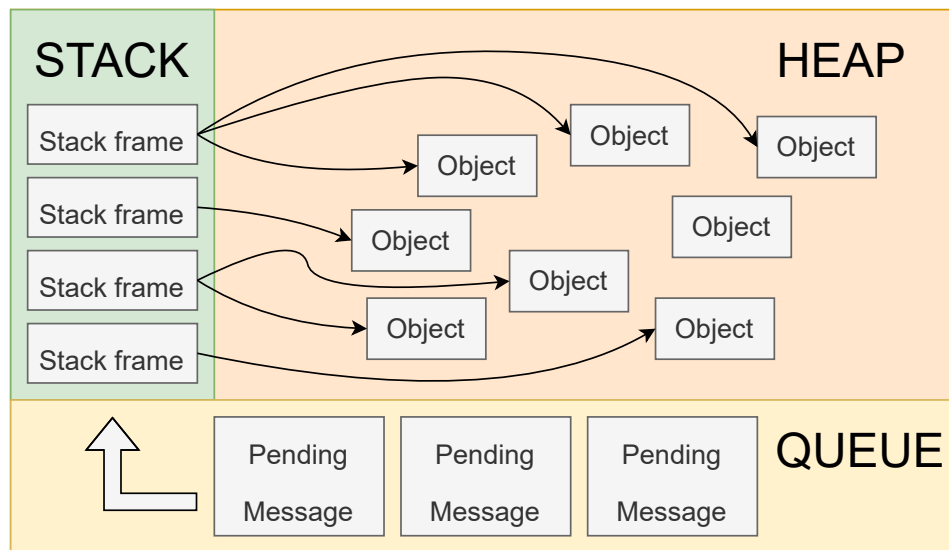 STACK
HEAP
Stack frame
Stack frame
Stack frame
Stack frame
Object
Object
Object
Object
Object
Object
Object
Object
QUEUE
Pending
Message
Pending
Message
Pending
Message